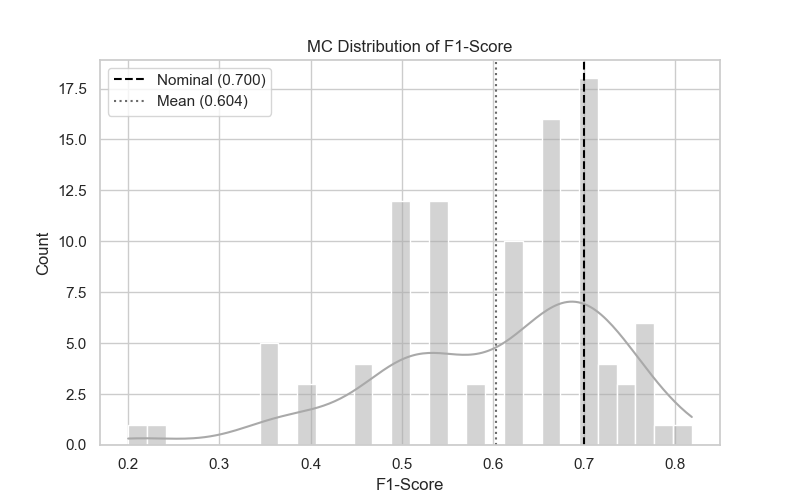 MC Distribution of F1-Score
Nominal (0.700)
Mean (0.604)
17.5
15.0
12.5
10.0
7.5
5.0
2.5
0.0
Count
0.2 0.3 0.4 0.5 0.6 0.7 0.8
F1-Score